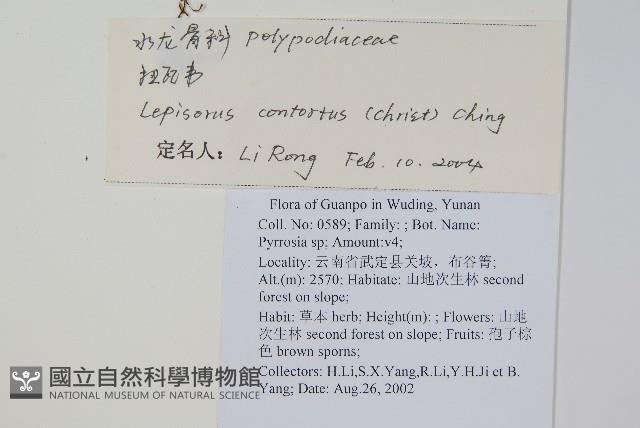 水龙骨科 polypodiaceae
扭瓦韦
Lepisorus contortus (Christ) Ching
定名人: Li Rong Feb. 10. 2004
Flora of Guanpo in Wuding, Yunan
Coll. No: 0589; Family: ; Bot. Name:
Pyrrosia sp; Amount:v4;
Locality: 云南省武定县关坡，布谷箐;
Alt.(m): 2570; Habitate: 山地次生林 second
forest on slope;
Habit: 草本 herb; Height(m): ; Flowers: 山地
次生林 second forest on slope; Fruits: 孢子棕
色 brown sporns;
Collectors: H.Li,S.X.Yang,R.Li,Y.H.Ji et B.
Yang; Date: Aug.26, 2002
國立自然科學博物館
NATIONAL MUSEUM OF NATURAL SCIENCE